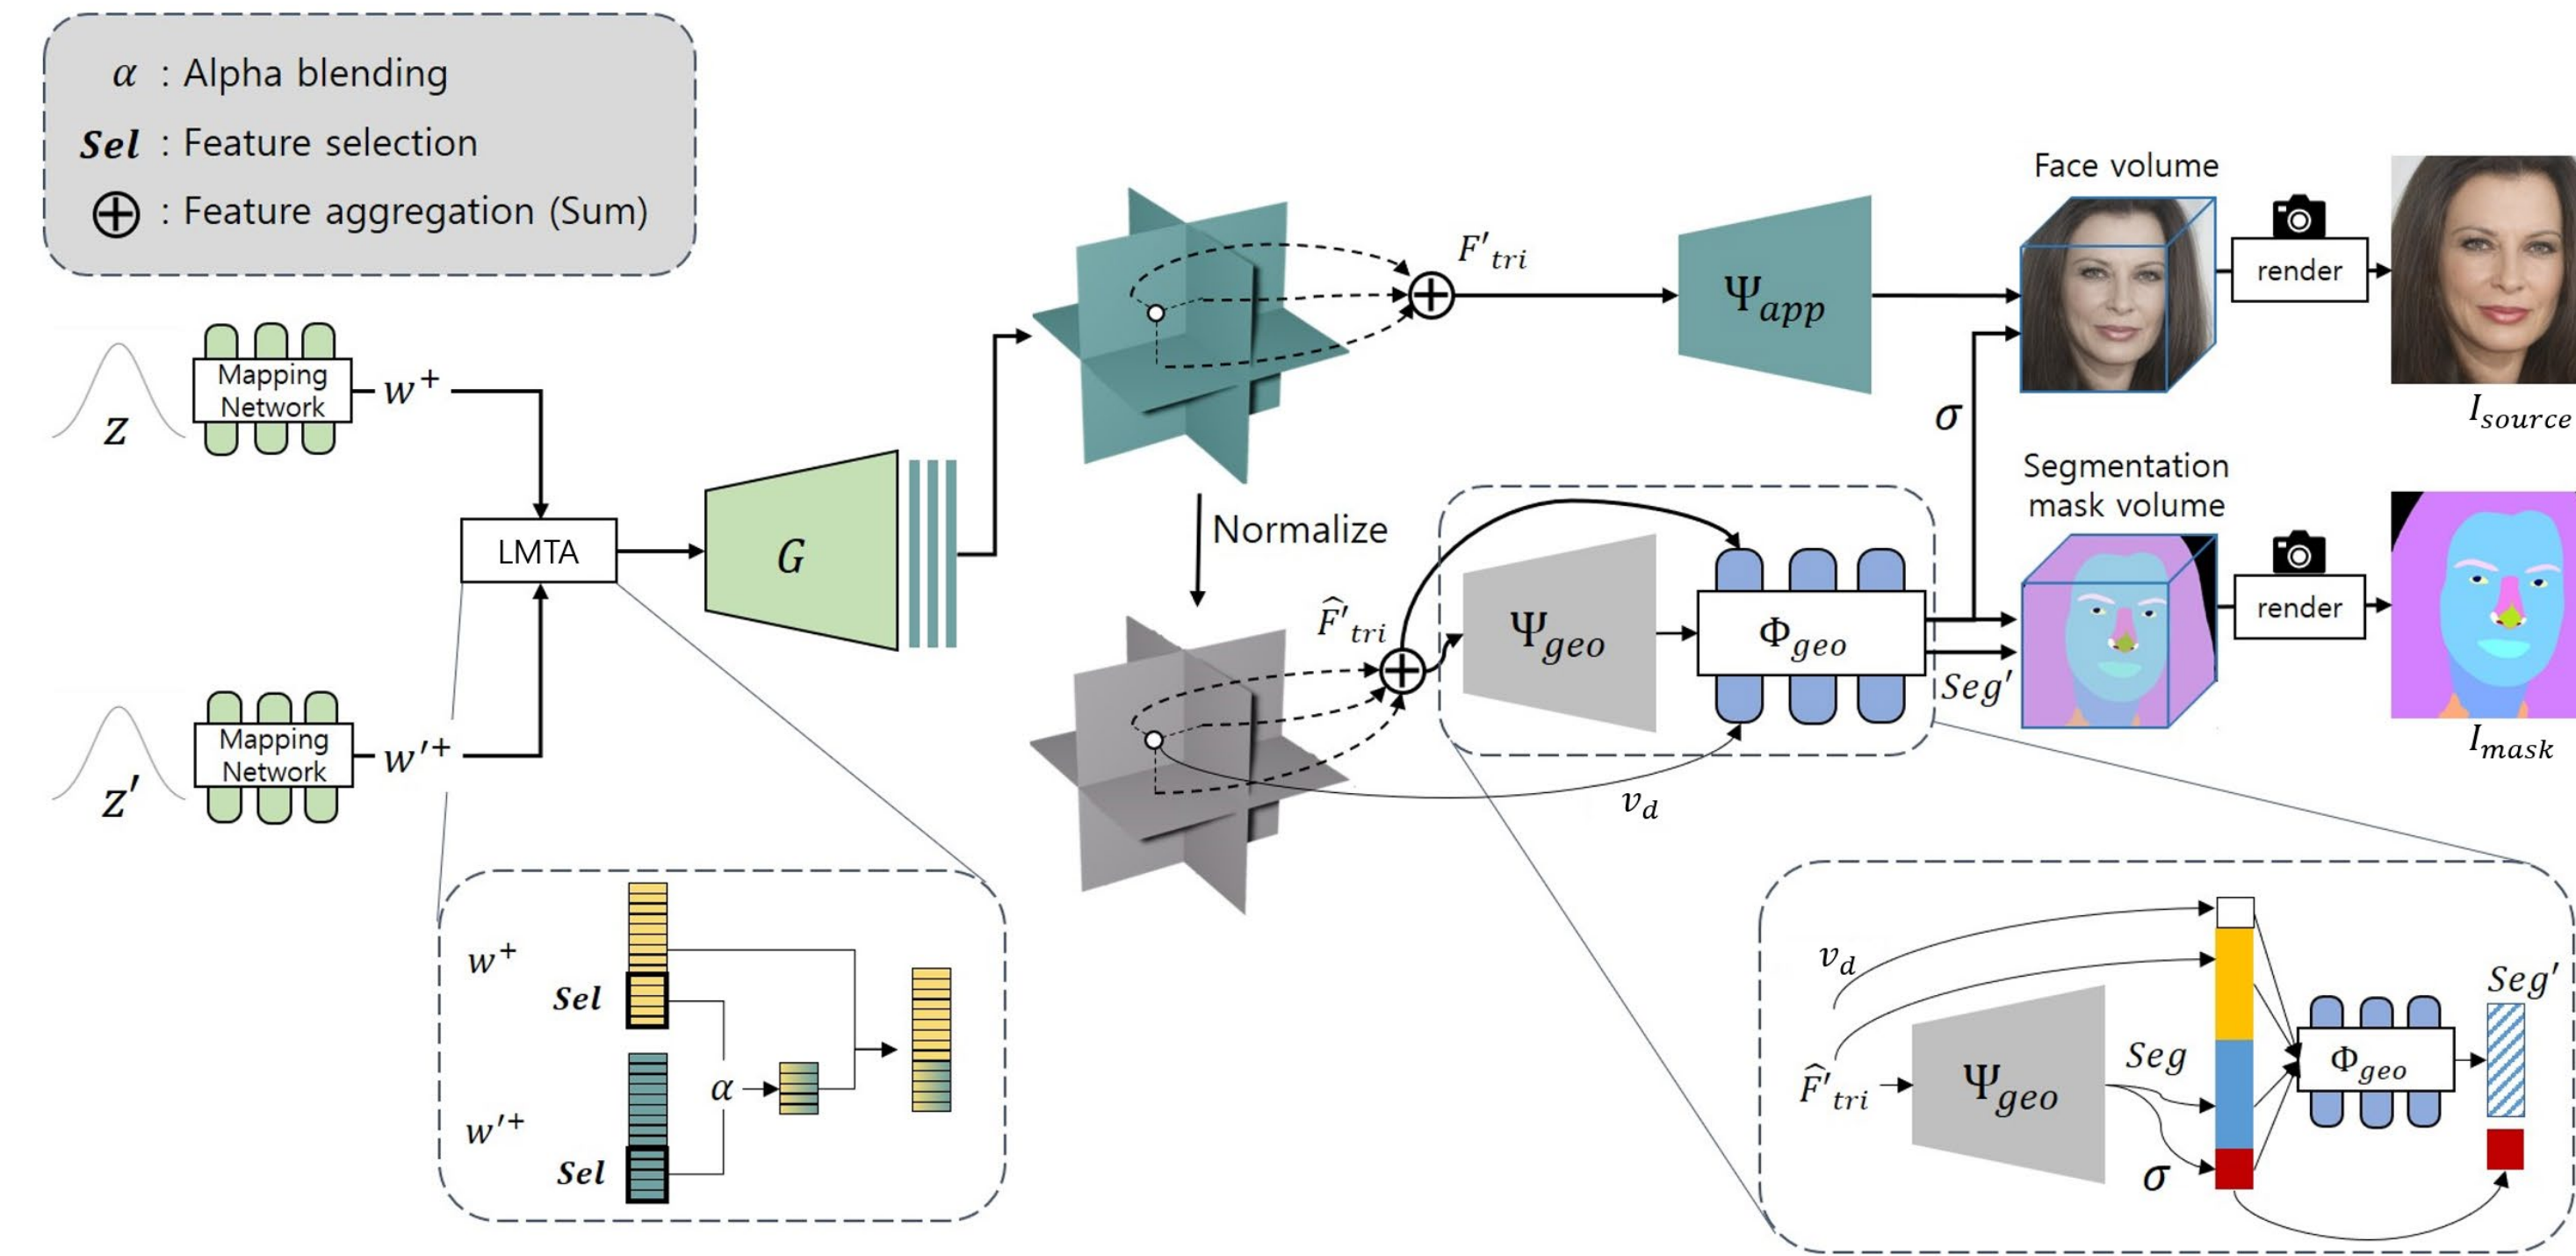 α : Alpha blending
Sel : Feature selection
⊕ : Feature aggregation (Sum)
z
Mapping
Network
w⁺
z′
Mapping
Network
w′⁺
LMTA
G
Normalize
F′tri
Ψapp
σ
Face volume
render
Isource
F̂′tri
Ψgeo
Φgeo
vd
Seg′
Segmentation
mask volume
render
Imask
w⁺
Sel
α
w′⁺
Sel
vd
F̂′tri
Ψgeo
Seg
σ
Φgeo
Seg′